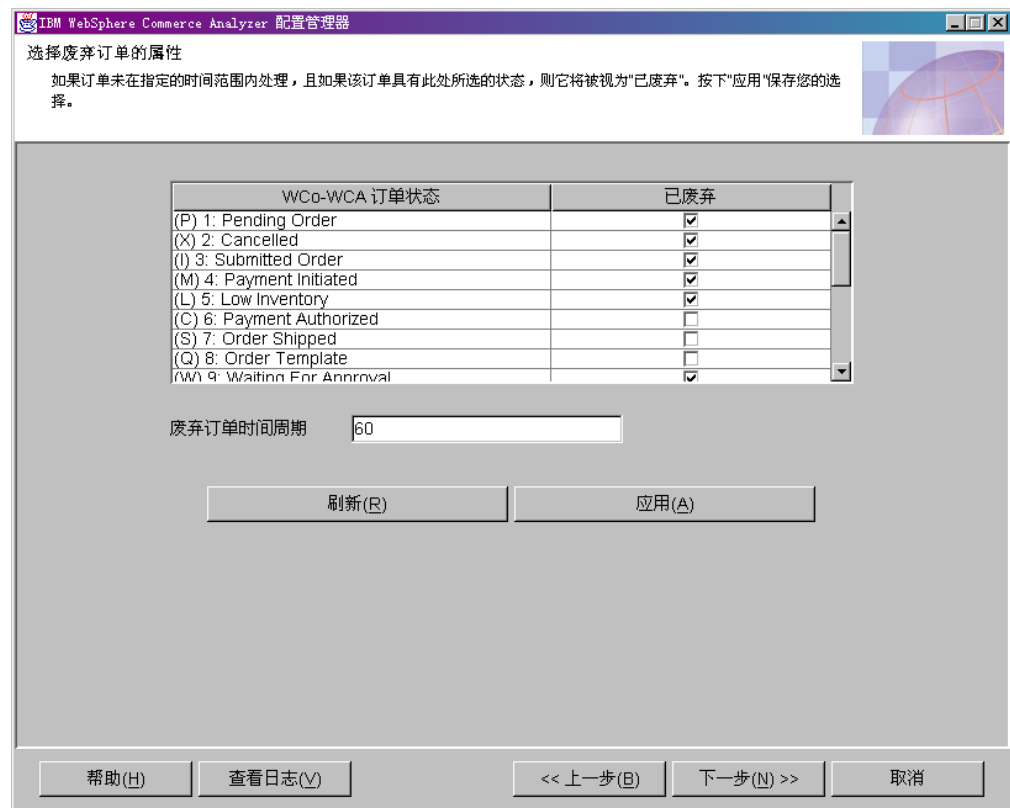 IBM WebSphere Commerce Analyzer 配置管理器
选择废弃订单的属性
如果订单未在指定的时间范围内处理，且如果该订单具有此处所选的状态，则它将被视为"已废弃"。按下"应用"保存您的选
择。
WCo-WCA 订单状态 已废弃
(P) 1: Pending Order
(X) 2: Cancelled
(I) 3: Submitted Order
(M) 4: Payment Initiated
(L) 5: Low Inventory
(C) 6: Payment Authorized
(S) 7: Order Shipped
(Q) 8: Order Template
(W) 9: Waiting For Approval
废弃订单时间周期 60
刷新(R) 应用(A)
帮助(H) 查看日志(V) << 上一步(B) 下一步(N) >> 取消